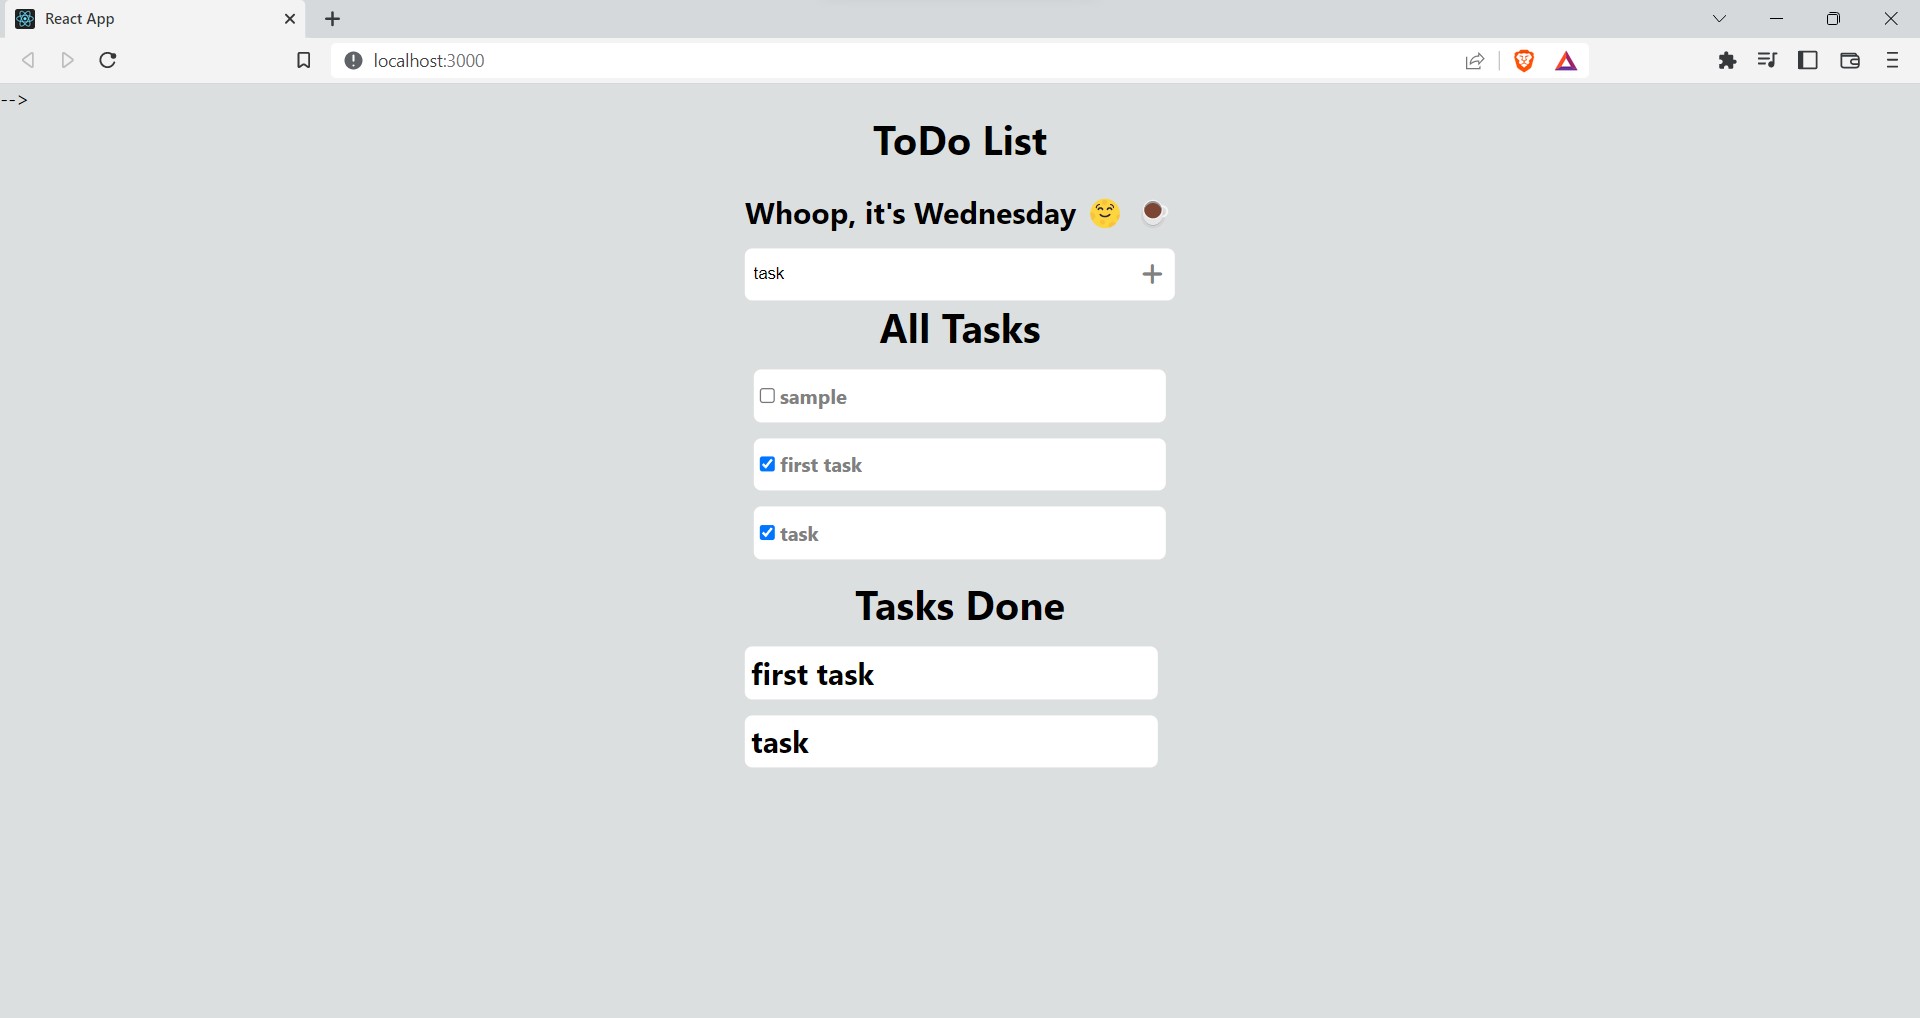 React App
localhost:3000
-->
ToDo List
Whoop, it's Wednesday 🤭 ☕
task
All Tasks
sample
first task
task
Tasks Done
first task
task